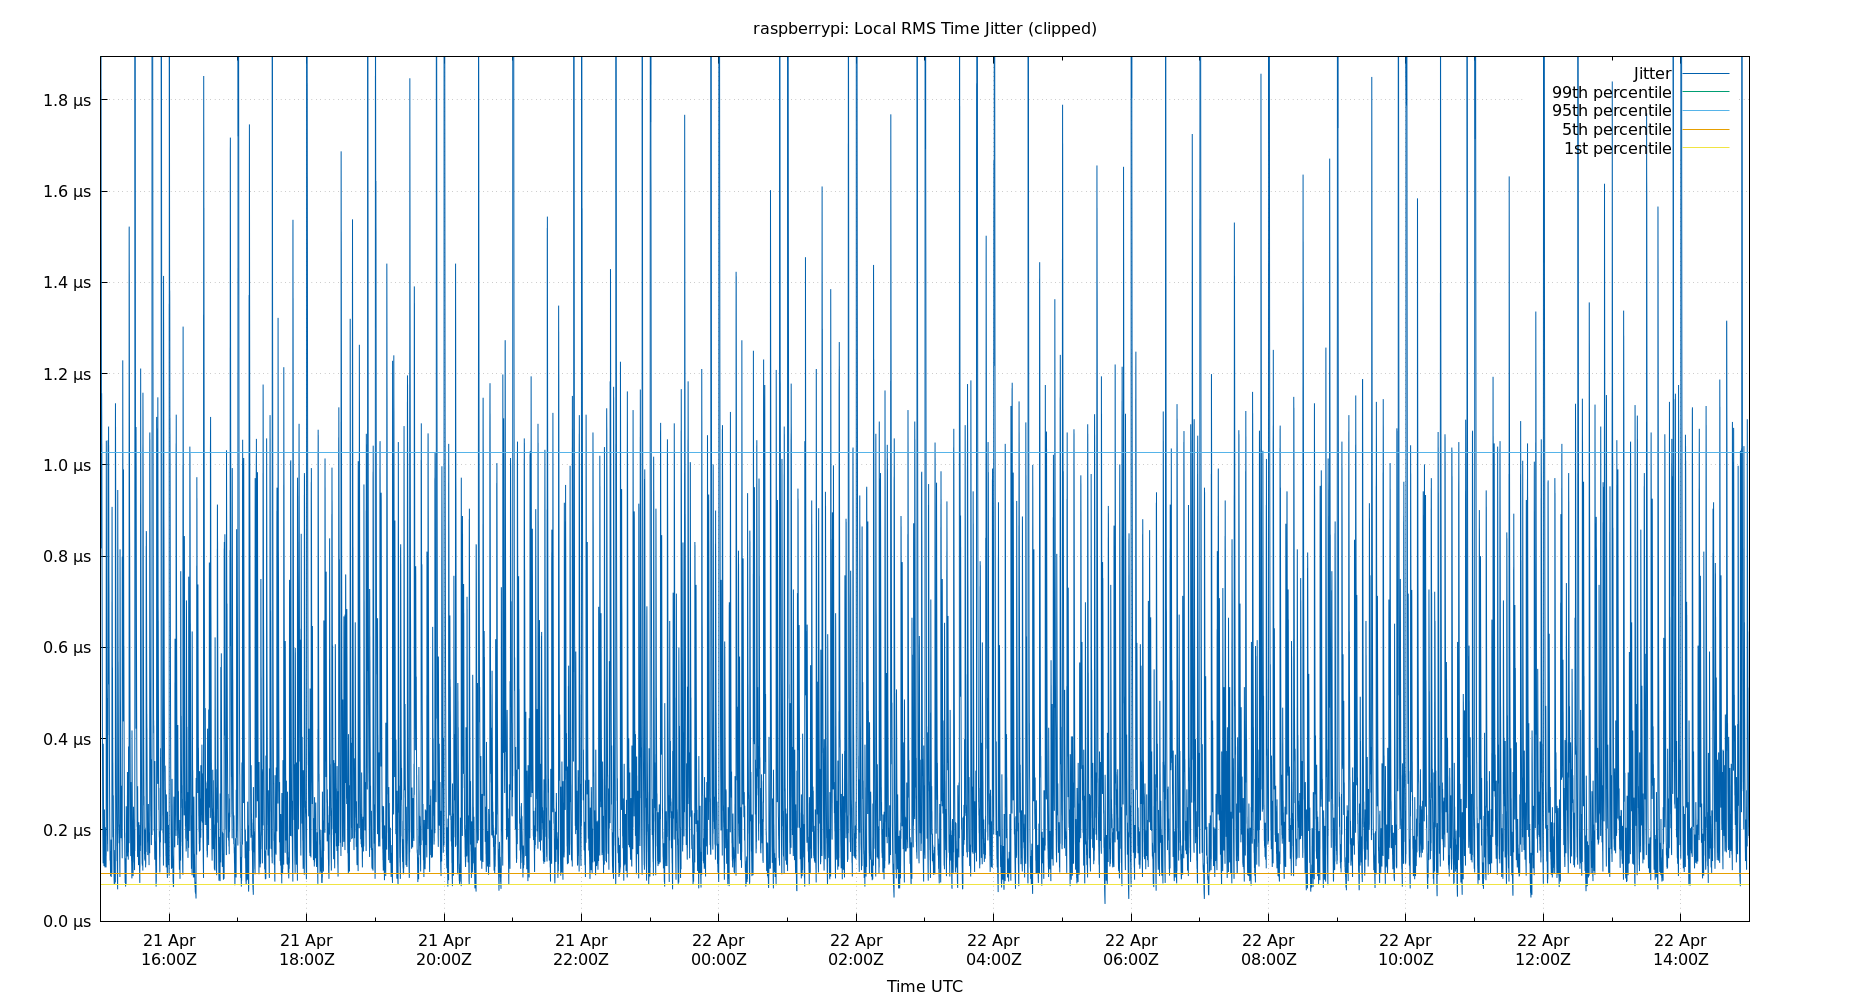 raspberrypi: Local RMS Time Jitter (clipped)
Jitter
99th percentile
95th percentile
5th percentile
1st percentile
1.8 µs
1.6 µs
1.4 µs
1.2 µs
1.0 µs
0.8 µs
0.6 µs
0.4 µs
0.2 µs
0.0 µs
21 Apr 21 Apr 21 Apr 21 Apr 22 Apr 22 Apr 22 Apr 22 Apr 22 Apr 22 Apr 22 Apr 22 Apr
16:00Z 18:00Z 20:00Z 22:00Z 00:00Z 02:00Z 04:00Z 06:00Z 08:00Z 10:00Z 12:00Z 14:00Z
Time UTC